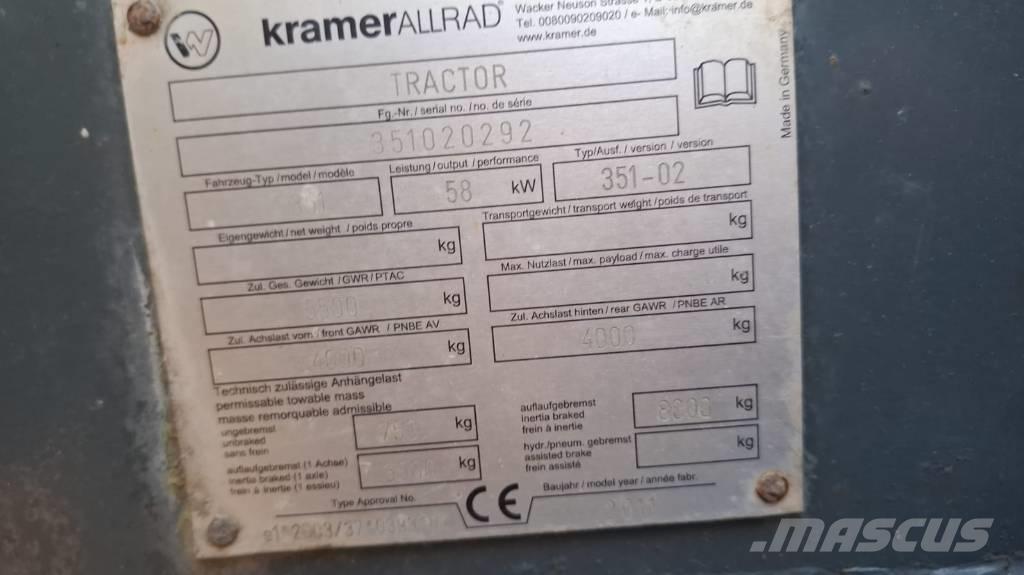 kramerALLRAD
Wacker Neuson Strasse
Tel. 0080090209020 / e- Mail: info@kramer.de
www.kramer.de
TRACTOR
Fg.-Nr. / serial no. / no. de série
351020292
Fahrzeug-Typ / model / modèle
Leistung / output / performance
58 kW
Typ/Ausf. / version / version
351-02
Eigengewicht / net weight / poids propre
kg
Transportgewicht / transport weight / poids de transport
kg
Zul. Ges. Gewicht / GWR / PTAC
5500 kg
Max. Nutzlast / max. payload / max. charge utile
kg
Zul. Achslast vorn / front GAWR / PNBE AV
4000 kg
Zul. Achslast hinten / rear GAWR / PNBE AR
4000 kg
Technisch zulässige Anhängelast
permissable towable mass
masse remorquable admissible
ungebremst
unbraked
sans frein
750 kg
auflaufgebremst
inertia braked
frein à inertie
8000 kg
auflaufgebremst (1 Achse)
inertia braked (1 axle)
frein à inertie (1 essieu)
kg
hydr./pneum. gebremst
assisted brake
frein assisté
kg
Type Approval No.
CE
Baujahr / model year / année fabr.
2011
Made in Germany
MASCUS